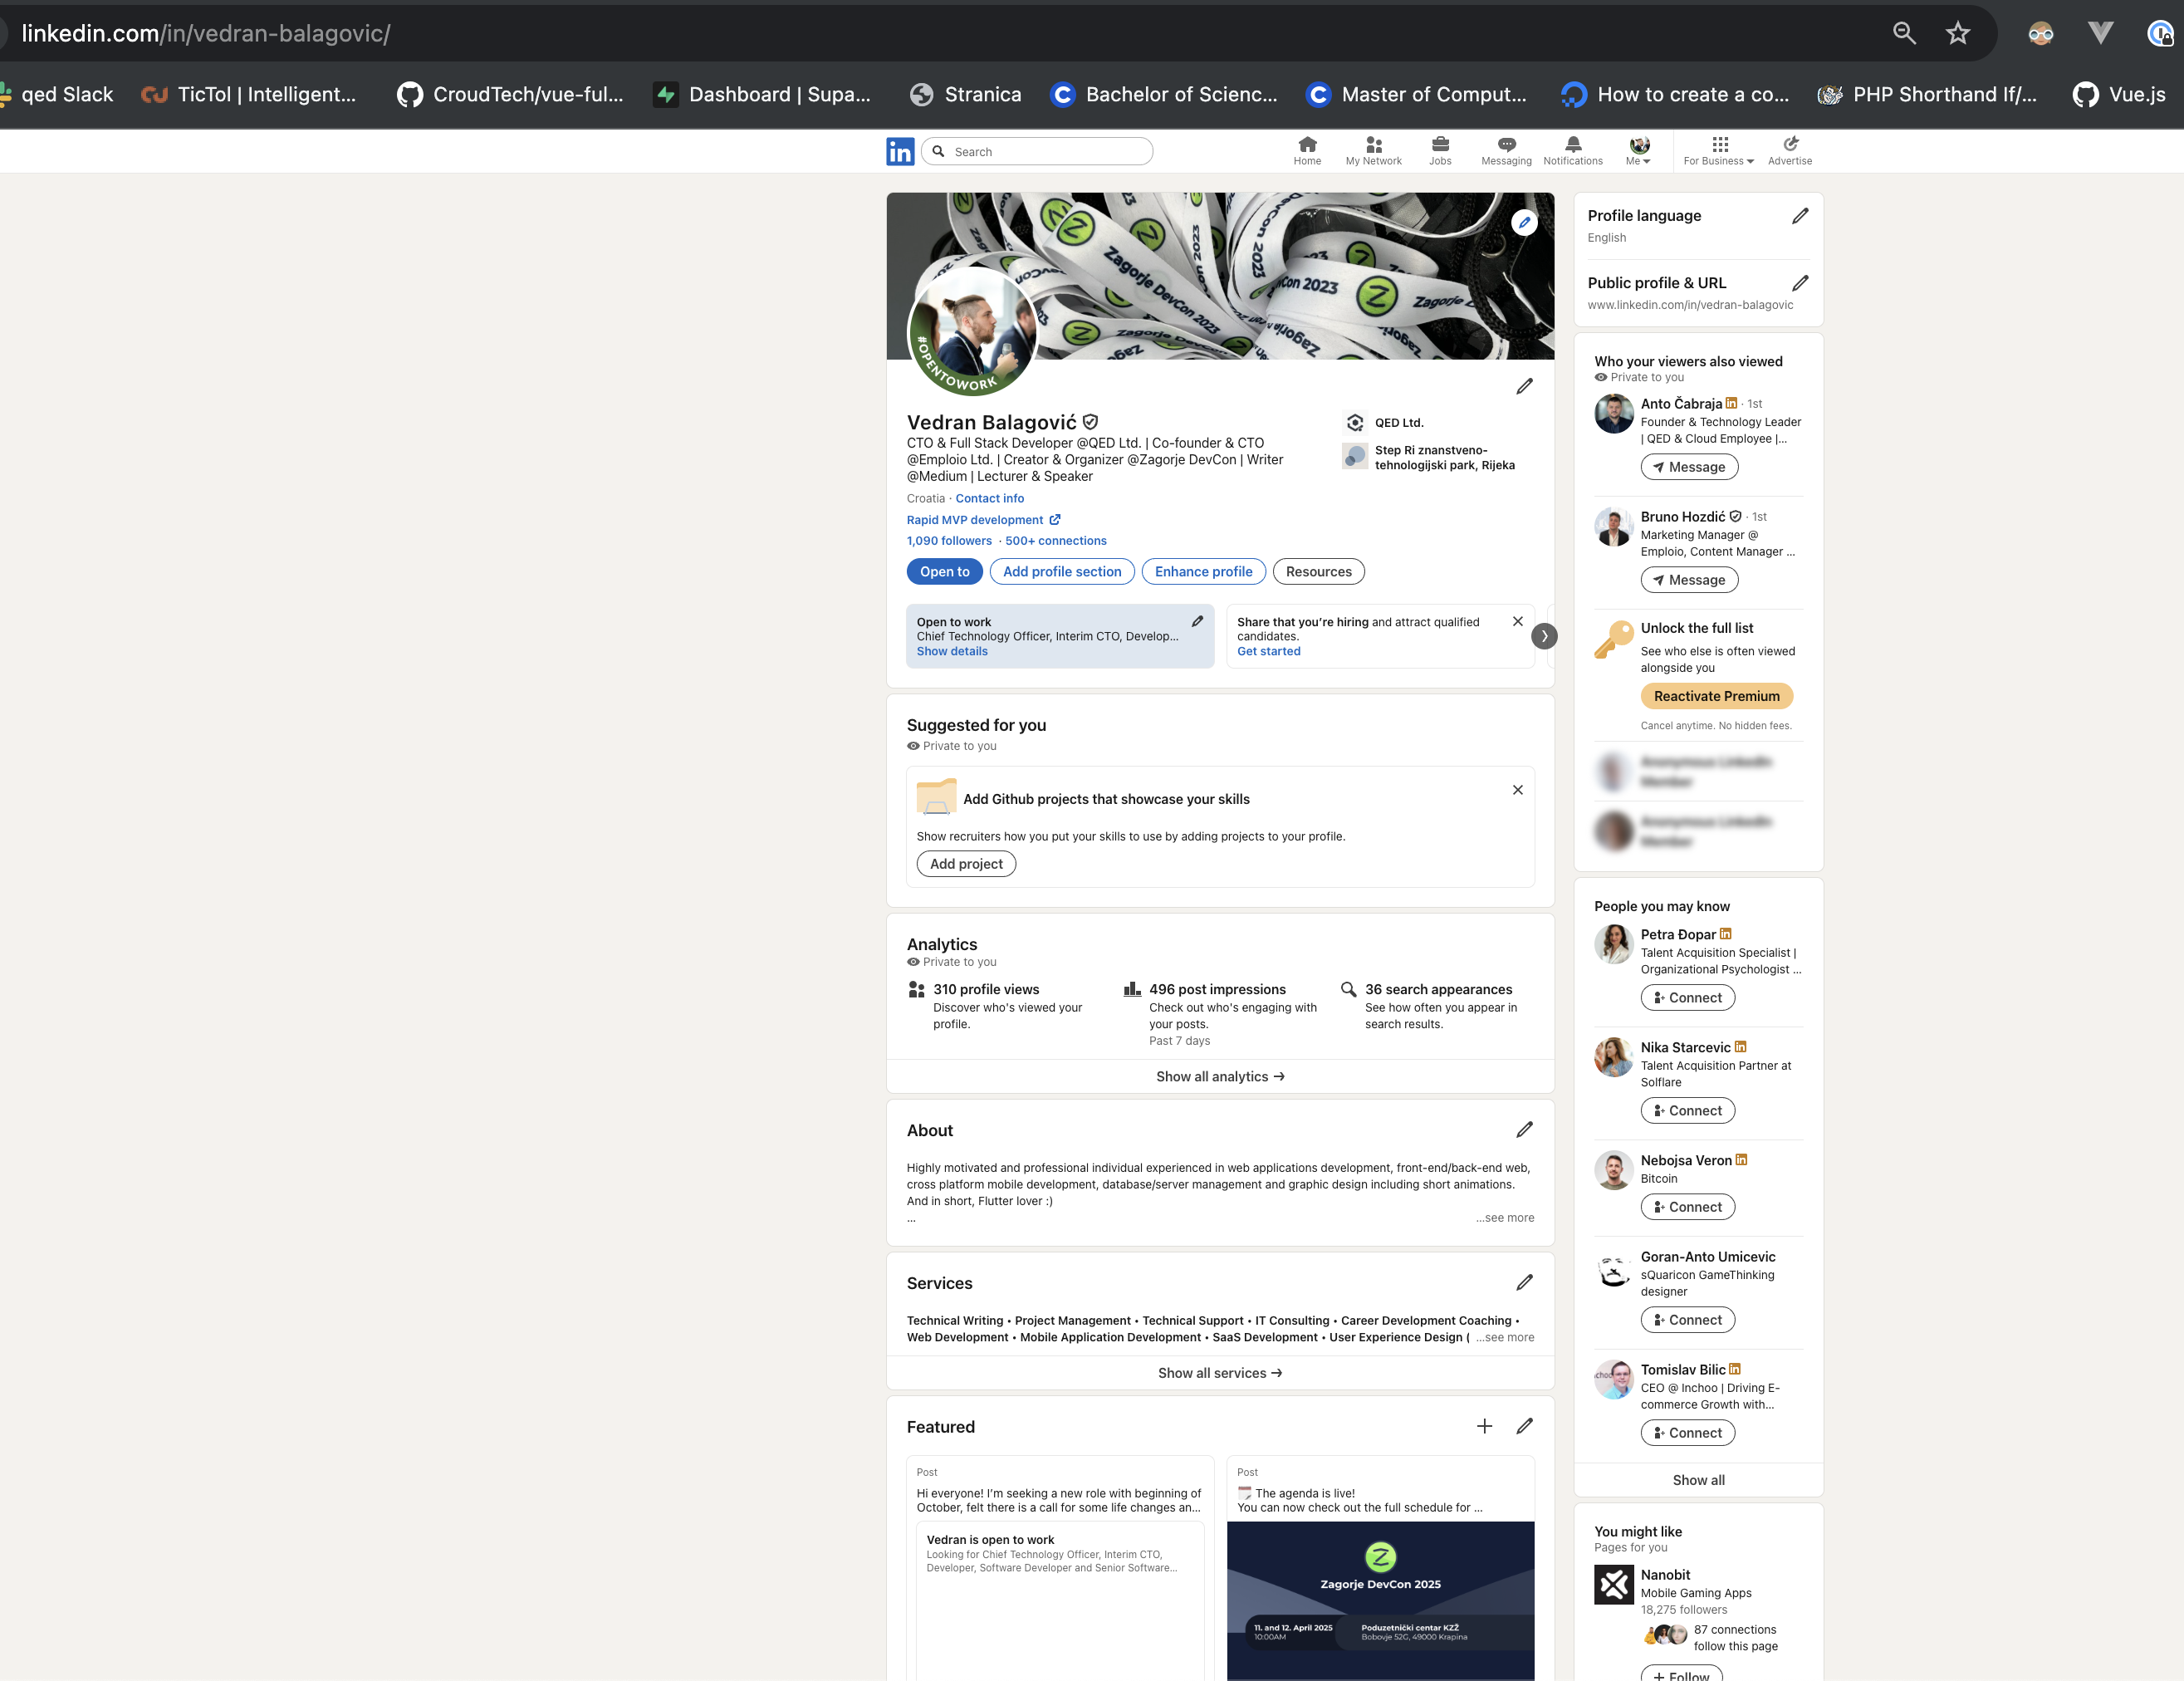 linkedin.com/in/vedran-balagovic/
qed Slack
TicTol | Intelligent...
CroudTech/vue-ful...
Dashboard | Supa...
Stranica
Bachelor of Scienc...
Master of Comput...
How to create a co...
PHP Shorthand If/...
Vue.js
in
Search
Home
My Network
Jobs
Messaging
Notifications
Me
For Business
Advertise
Zagorje DevCon 2023
#OPENTOWORK
Vedran Balagović
CTO & Full Stack Developer @QED Ltd. | Co-founder & CTO
@Emploio Ltd. | Creator & Organizer @Zagorje DevCon | Writer
@Medium | Lecturer & Speaker
Croatia · Contact info
Rapid MVP development
1,090 followers · 500+ connections
QED Ltd.
Step Ri znanstveno-
tehnologijski park, Rijeka
Open to
Add profile section
Enhance profile
Resources
Open to work
Chief Technology Officer, Interim CTO, Develop...
Show details
Share that you're hiring and attract qualified
candidates.
Get started
Suggested for you
Private to you
Add Github projects that showcase your skills
Show recruiters how you put your skills to use by adding projects to your profile.
Add project
Analytics
Private to you
310 profile views
Discover who's viewed your
profile.
496 post impressions
Check out who's engaging with
your posts.
Past 7 days
36 search appearances
See how often you appear in
search results.
Show all analytics →
About
Highly motivated and professional individual experienced in web applications development, front-end/back-end web,
cross platform mobile development, database/server management and graphic design including short animations.
And in short, Flutter lover :)
...
...see more
Services
Technical Writing • Project Management • Technical Support • IT Consulting • Career Development Coaching •
Web Development • Mobile Application Development • SaaS Development • User Experience Design ( ...see more
Show all services →
Featured
Post
Hi everyone! I'm seeking a new role with beginning of
October, felt there is a call for some life changes an...
Vedran is open to work
Looking for Chief Technology Officer, Interim CTO,
Developer, Software Developer and Senior Software...
Post
The agenda is live!
You can now check out the full schedule for ...
Zagorje DevCon 2025
11. and 12. April 2025
10:00AM
Poduzetnički centar KZŽ
Bobovje 52G, 49000 Krapina
Profile language
English
Public profile & URL
www.linkedin.com/in/vedran-balagovic
Who your viewers also viewed
Private to you
Anto Čabraja · 1st
Founder & Technology Leader
| QED & Cloud Employee |...
Message
Bruno Hozdić · 1st
Marketing Manager @
Emploio, Content Manager ...
Message
Unlock the full list
See who else is often viewed
alongside you
Reactivate Premium
Cancel anytime. No hidden fees.
People you may know
Petra Đopar
Talent Acquisition Specialist |
Organizational Psychologist ...
Connect
Nika Starcevic
Talent Acquisition Partner at
Solflare
Connect
Nebojsa Veron
Bitcoin
Connect
Goran-Anto Umicevic
sQuaricon GameThinking
designer
Connect
Tomislav Bilic
CEO @ Inchoo | Driving E-
commerce Growth with...
Connect
Show all
You might like
Pages for you
Nanobit
Mobile Gaming Apps
18,275 followers
87 connections
follow this page
+ Follow